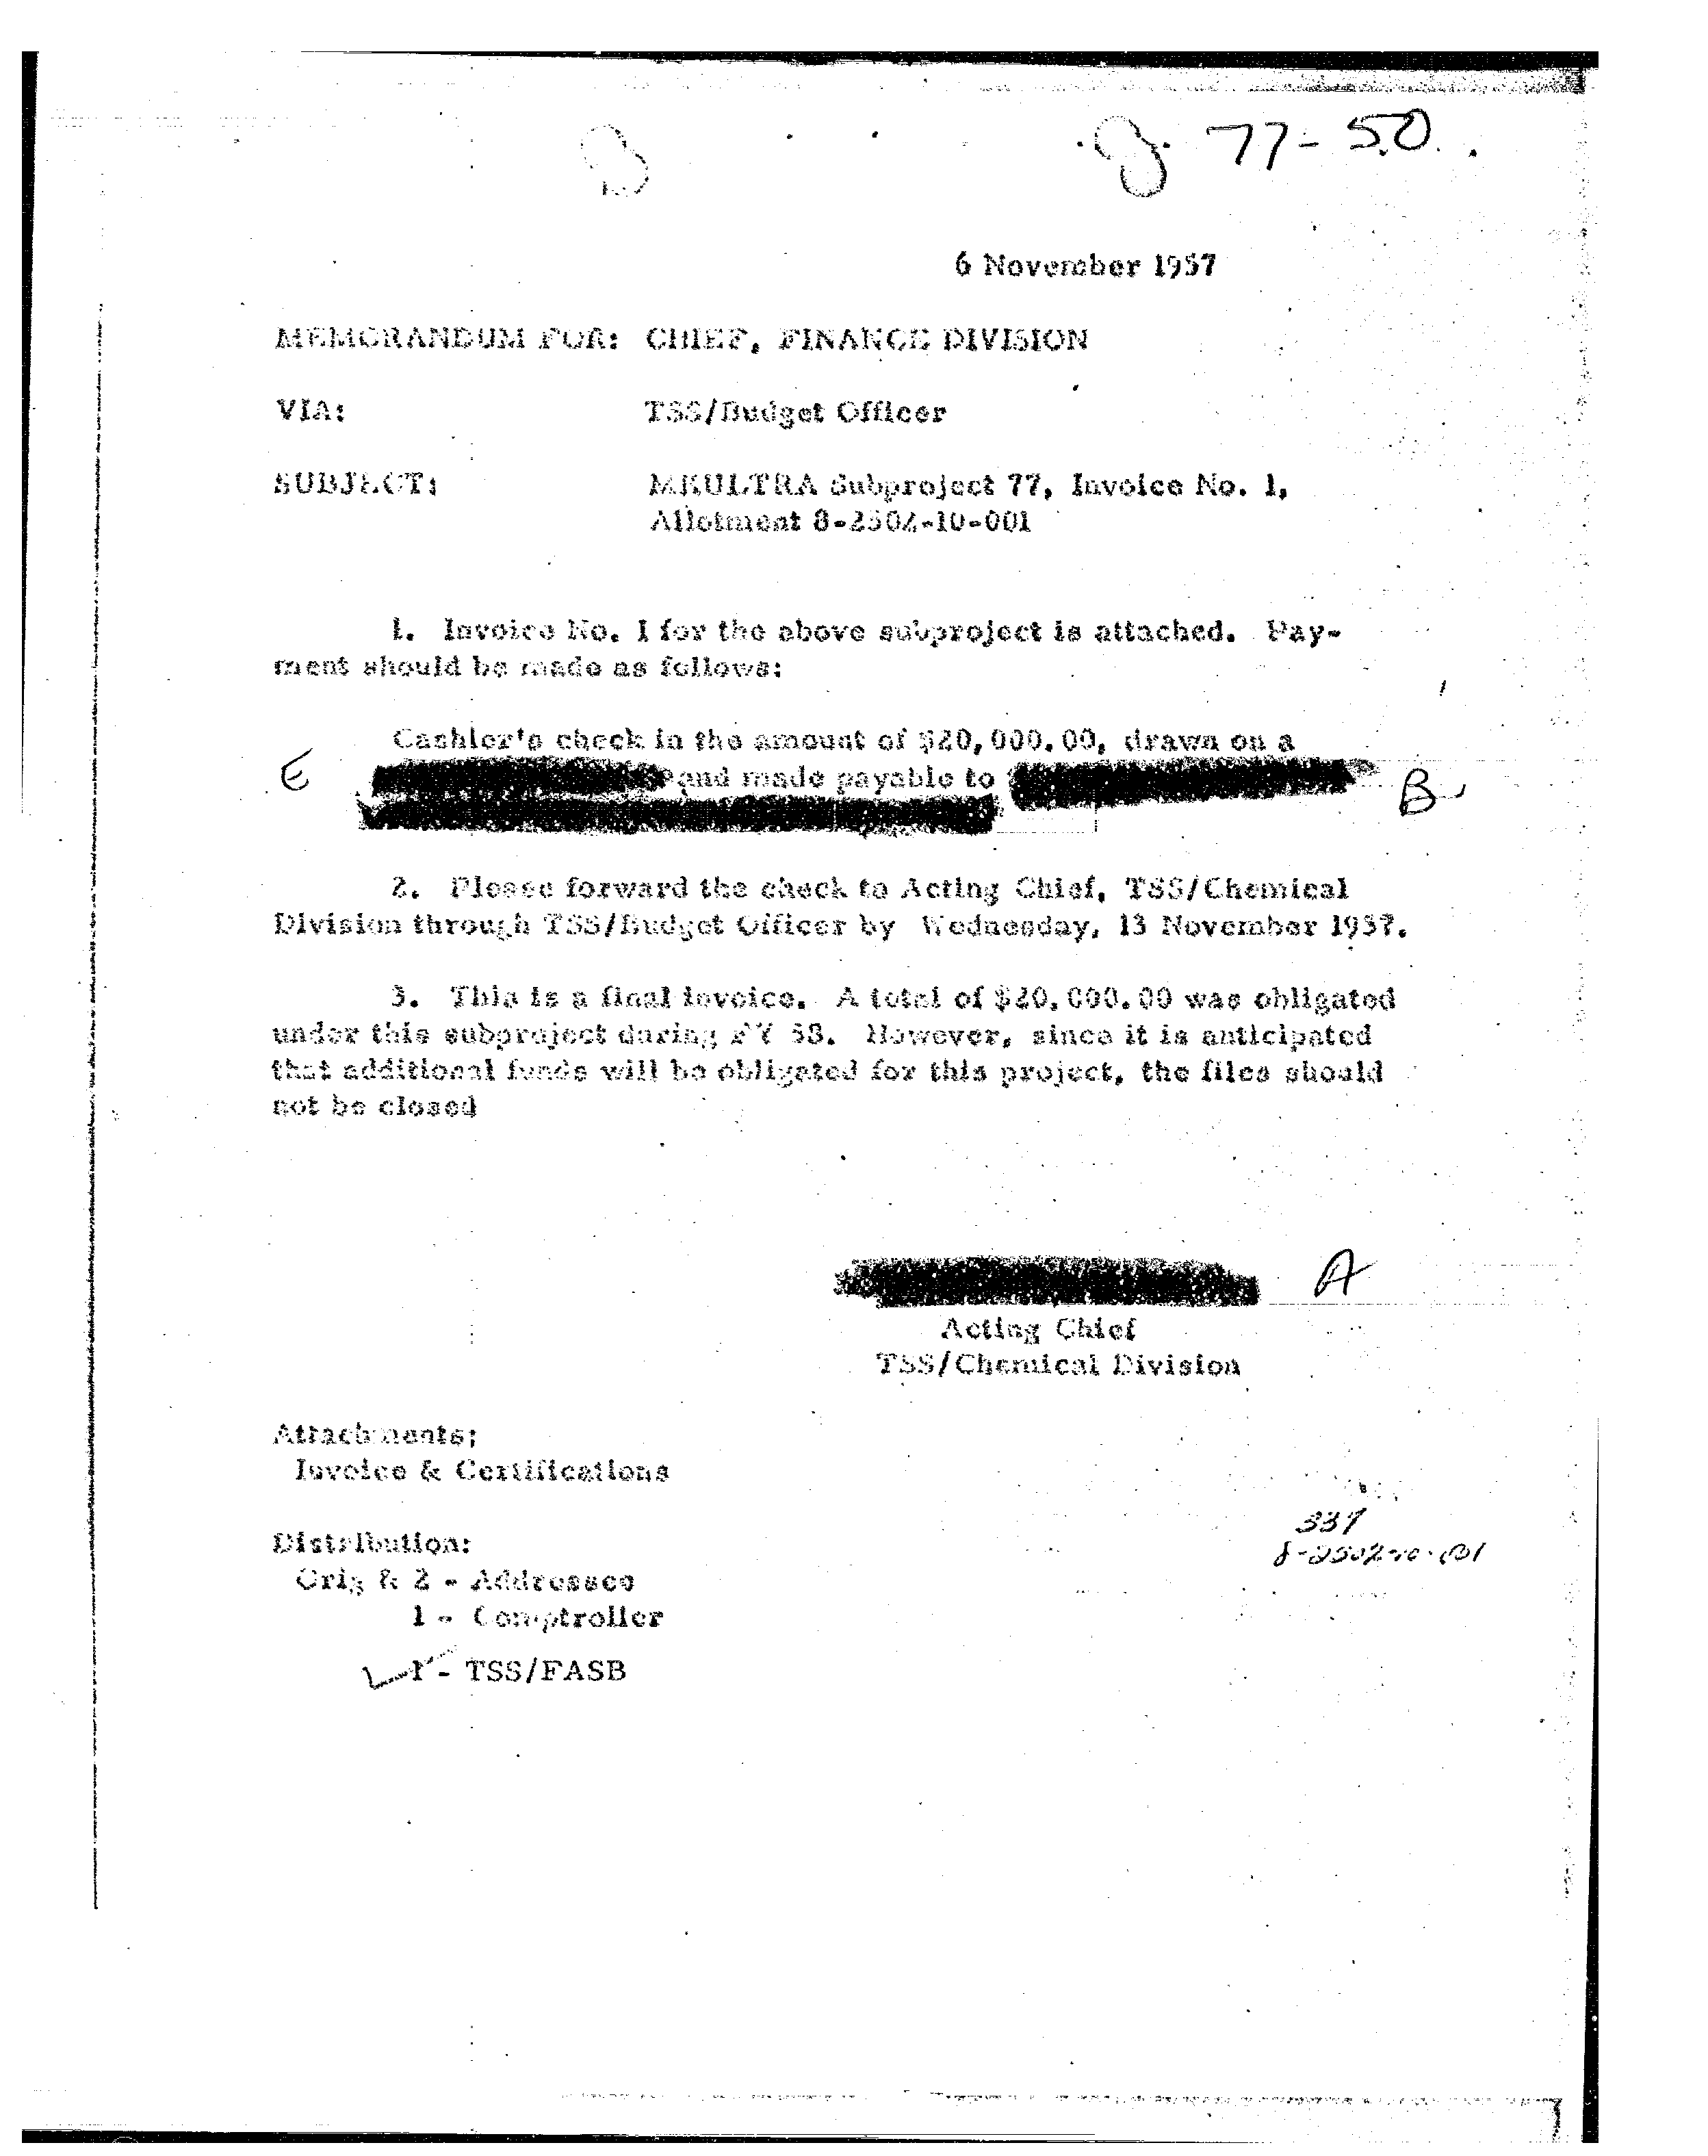 77-50
6 November 1957
MEMORANDUM FOR: CHIEF, FINANCE DIVISION
VIA: TSS/Budget Officer
SUBJECT: MKULTRA Subproject 77, Invoice No. 1,
Allotment 8-2502-10-001
1. Invoice No. 1 for the above subproject is attached. Pay-
ment should be made as follows:
Cashier's check in the amount of $20,000.00, drawn on a
E and made payable to B
2. Please forward the check to Acting Chief, TSS/Chemical
Division through TSS/Budget Officer by Wednesday, 13 November 1957.
3. This is a final invoice. A total of $20,000.00 was obligated
under this subproject during FY 58. However, since it is anticipated
that additional funds will be obligated for this project, the files should
not be closed
A
Acting Chief
TSS/Chemical Division
Attachments:
Invoice & Certifications
Distribution:
Orig & 2 - Addressee
1 - Comptroller
1 - TSS/FASB
8-2502-10-001